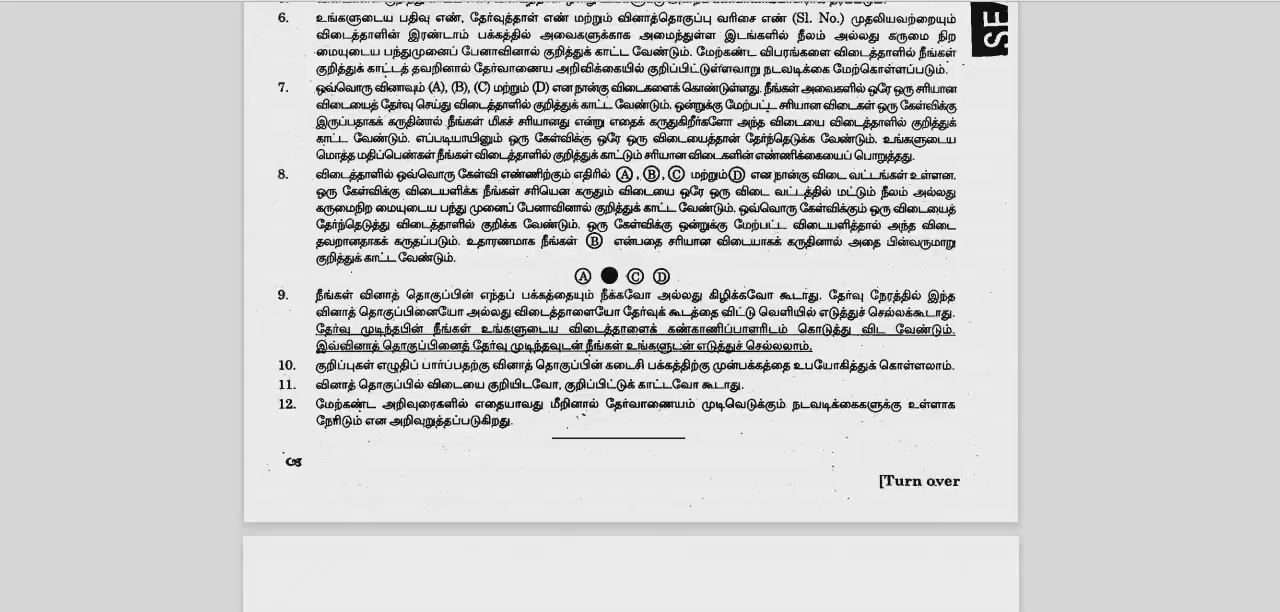 6. உங்களுடைய பதிவு எண், தேர்வுத்தாள் எண் மற்றும் வினாத்தொகுப்பு வரிசை எண் (Sl. No.) முதலியவற்றையும்
விடைத்தாளின் இரண்டாம் பக்கத்தில் அவைகளுக்காக அமைந்துள்ள இடங்களில் நீலம் அல்லது கருமை நிற
மையுடைய பந்துமுனைப் பேனாவினால் குறித்துக் காட்ட வேண்டும். மேற்கண்ட விபரங்களை விடைத்தாளில் நீங்கள்
குறித்துக் காட்டத் தவறினால் தேர்வாணைய அறிவிக்கையில் குறிப்பிட்டுள்ளவாறு நடவடிக்கை மேற்கொள்ளப்படும்.
7. ஒவ்வொரு வினாவும் (A), (B), (C) மற்றும் (D) என நான்கு விடைகளைக் கொண்டுள்ளது. நீங்கள் அவைகளில் ஒரே ஒரு சரியான
விடையைத் தேர்வு செய்து விடைத்தாளில் குறித்துக் காட்ட வேண்டும். ஒன்றுக்கு மேற்பட்ட சரியான விடைகள் ஒரு கேள்விக்கு
இருப்பதாகக் கருதினால் நீங்கள் மிகச் சரியானது என்று எதைக் கருதுகிறீர்களோ அந்த விடையை விடைத்தாளில் குறித்துக்
காட்ட வேண்டும். எப்படியாயினும் ஒரு கேள்விக்கு ஒரே ஒரு விடையைத்தான் தேர்ந்தெடுக்க வேண்டும். உங்களுடைய
மொத்த மதிப்பெண்கள் நீங்கள் விடைத்தாளில் குறித்துக் காட்டும் சரியான விடைகளின் எண்ணிக்கையைப் பொறுத்தது.
8. விடைத்தாளில் ஒவ்வொரு கேள்வி எண்ணிற்கும் எதிரில் Ⓐ, Ⓑ, Ⓒ மற்றும் Ⓓ என நான்கு விடை வட்டங்கள் உள்ளன.
ஒரு கேள்விக்கு விடையளிக்க நீங்கள் சரியென கருதும் விடையை ஒரே ஒரு விடை வட்டத்தில் மட்டும் நீலம் அல்லது
கருமைநிற மையுடைய பந்து முனைப் பேனாவினால் குறித்துக் காட்ட வேண்டும். ஒவ்வொரு கேள்விக்கும் ஒரு விடையைத்
தேர்ந்தெடுத்து விடைத்தாளில் குறிக்க வேண்டும். ஒரு கேள்விக்கு ஒன்றுக்கு மேற்பட்ட விடையளித்தால் அந்த விடை
தவறானதாகக் கருதப்படும். உதாரணமாக நீங்கள் Ⓑ என்பதை சரியான விடையாகக் கருதினால் அதை பின்வருமாறு
குறித்துக் காட்ட வேண்டும்.
Ⓐ ● Ⓒ Ⓓ
9. நீங்கள் வினாத் தொகுப்பின் எந்தப் பக்கத்தையும் நீக்கவோ அல்லது கிழிக்கவோ கூடாது. தேர்வு நேரத்தில் இந்த
வினாத் தொகுப்பினையோ அல்லது விடைத்தாளையோ தேர்வுக் கூடத்தை விட்டு வெளியில் எடுத்துச் செல்லக்கூடாது.
தேர்வு முடிந்தபின் நீங்கள் உங்களுடைய விடைத்தாளைக் கண்காணிப்பாளரிடம் கொடுத்து விட வேண்டும்.
இவ்வினாத் தொகுப்பினைத் தேர்வு முடிந்தவுடன் நீங்கள் உங்களுடன் எடுத்துச் செல்லலாம்.
10. குறிப்புகள் எழுதிப் பார்ப்பதற்கு வினாத் தொகுப்பின் கடைசி பக்கத்திற்கு முன்பக்கத்தை உபயோகித்துக் கொள்ளலாம்.
11. வினாத் தொகுப்பில் விடையை குறியிடவோ, குறிப்பிட்டுக் காட்டவோ கூடாது.
12. மேற்கண்ட அறிவுரைகளில் எதையாவது மீறினால் தேர்வாணையம் முடிவெடுக்கும் நடவடிக்கைகளுக்கு உள்ளாக
நேரிடும் என அறிவுறுத்தப்படுகிறது.
[Turn over